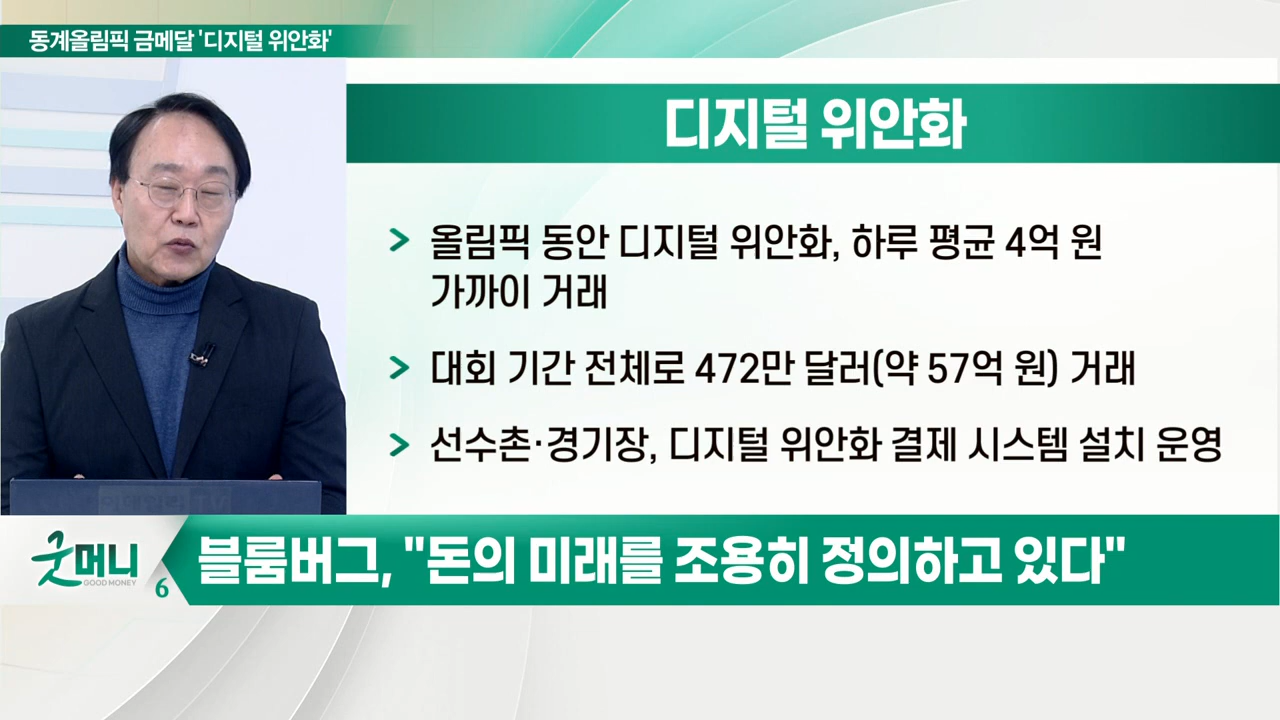 동계올림픽 금메달 '디지털 위안화'
디지털 위안화
> 올림픽 동안 디지털 위안화, 하루 평균 4억 원
가까이 거래
> 대회 기간 전체로 472만 달러(약 57억 원) 거래
> 선수촌·경기장, 디지털 위안화 결제 시스템 설치 운영
굿머니
GOOD MONEY
6
블룸버그, "돈의 미래를 조용히 정의하고 있다"